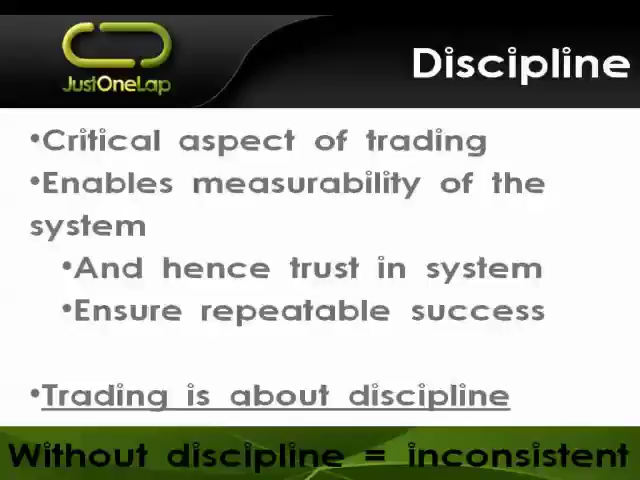 JustOneLap
Discipline
•Critical aspect of trading
•Enables measurability of the
system
•And hence trust in system
•Ensure repeatable success
•Trading is about discipline
Without discipline = inconsistent